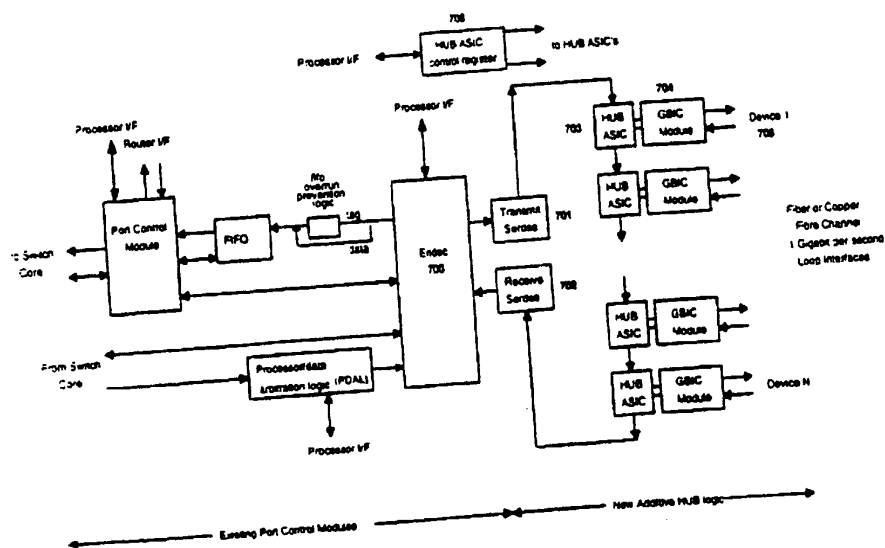 706
HUB ASIC
control register
Processor I/F
to HUB ASIC's
Processor I/F
704
HUB
ASIC
GBIC
Module
Device 1
705
703
Processor I/F
Router I/F
fifo
overrun
prevention
logic
tag
data
HUB
ASIC
GBIC
Module
Port Control
Module
FIFO
Endec
700
Transmit
Serdes
701
Fiber or Copper
Fibre Channel
1 Gigabit per second
Loop Interfaces
to Switch
Core
Receive
Serdes
702
HUB
ASIC
GBIC
Module
From Switch
Core
Processor/data
arbitration logic (PDAL)
HUB
ASIC
GBIC
Module
Device N
Processor I/F
Existing Port Control Modules
New Additive HUB logic